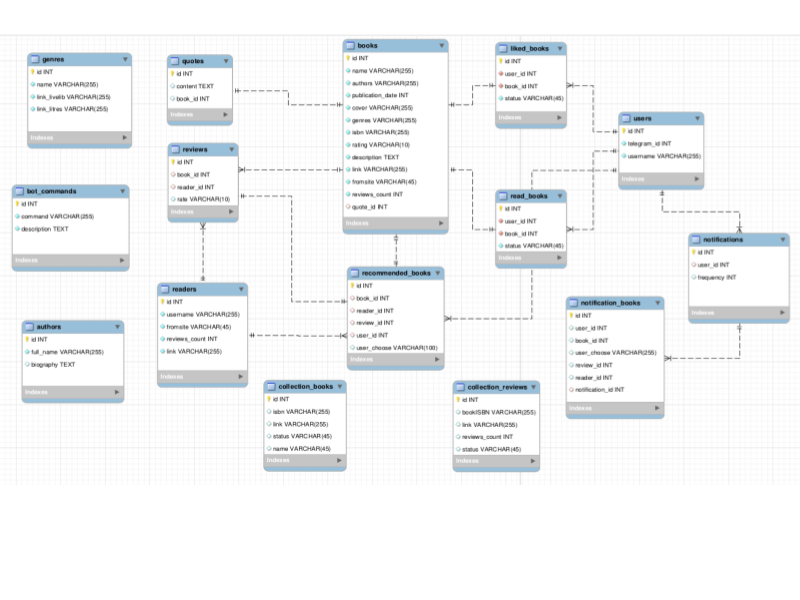 genres
id INT
name VARCHAR(255)
link_livelib VARCHAR(255)
link_litres VARCHAR(255)
Indexes
quotes
id INT
content TEXT
book_id INT
Indexes
books
id INT
name VARCHAR(255)
authors VARCHAR(255)
publication_date INT
cover VARCHAR(255)
genres VARCHAR(255)
isbn VARCHAR(255)
rating VARCHAR(10)
description TEXT
link VARCHAR(255)
fromsite VARCHAR(45)
reviews_count INT
quote_id INT
Indexes
liked_books
id INT
user_id INT
book_id INT
status VARCHAR(45)
Indexes
users
id INT
telegram_id INT
username VARCHAR(255)
Indexes
reviews
id INT
book_id INT
reader_id INT
rate VARCHAR(10)
Indexes
bot_commands
id INT
command VARCHAR(255)
description TEXT
Indexes
read_books
id INT
user_id INT
book_id INT
status VARCHAR(45)
Indexes
notifications
id INT
user_id INT
frequency INT
Indexes
recommended_books
id INT
book_id INT
reader_id INT
review_id INT
user_id INT
user_choose VARCHAR(100)
Indexes
readers
id INT
username VARCHAR(255)
fromsite VARCHAR(45)
reviews_count INT
link VARCHAR(255)
Indexes
notification_books
id INT
user_id INT
book_id INT
user_choose VARCHAR(255)
review_id INT
reader_id INT
notification_id INT
Indexes
authors
id INT
full_name VARCHAR(255)
biography TEXT
Indexes
collection_books
id INT
isbn VARCHAR(255)
link VARCHAR(255)
status VARCHAR(45)
name VARCHAR(45)
Indexes
collection_reviews
id INT
bookISBN VARCHAR(255)
link VARCHAR(255)
reviews_count INT
status VARCHAR(45)
Indexes